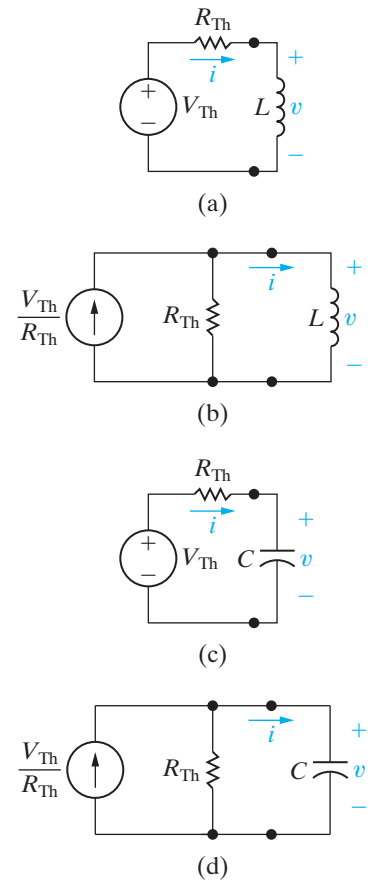 R_Th
i
+
+
−
V_Th
L
v
−
(a)
+
i
V_Th
R_Th
R_Th
L
v
−
(b)
R_Th
i
+
+
−
V_Th
C
v
−
(c)
i
+
V_Th
R_Th
R_Th
C
v
−
(d)